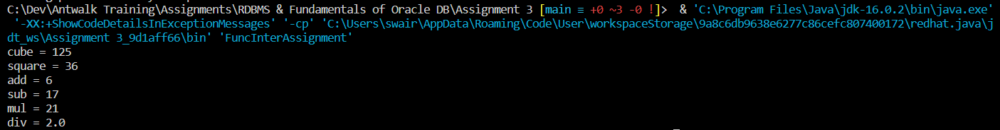 C:\Dev\Antwalk Training\Assignments\RDBMS & Fundamentals of Oracle DB\Assignment 3 [main ≡ +0 ~3 -0 !]>  & 'C:\Program Files\Java\jdk-16.0.2\bin\java.exe'
 '-XX:+ShowCodeDetailsInExceptionMessages' '-cp' 'C:\Users\swair\AppData\Roaming\Code\User\workspaceStorage\9a8c6db9638e6277c86cefc807400172\redhat.java\j
dt_ws\Assignment 3_9d1aff66\bin' 'FuncInterAssignment'
cube = 125
square = 36
add = 6
sub = 17
mul = 21
div = 2.0